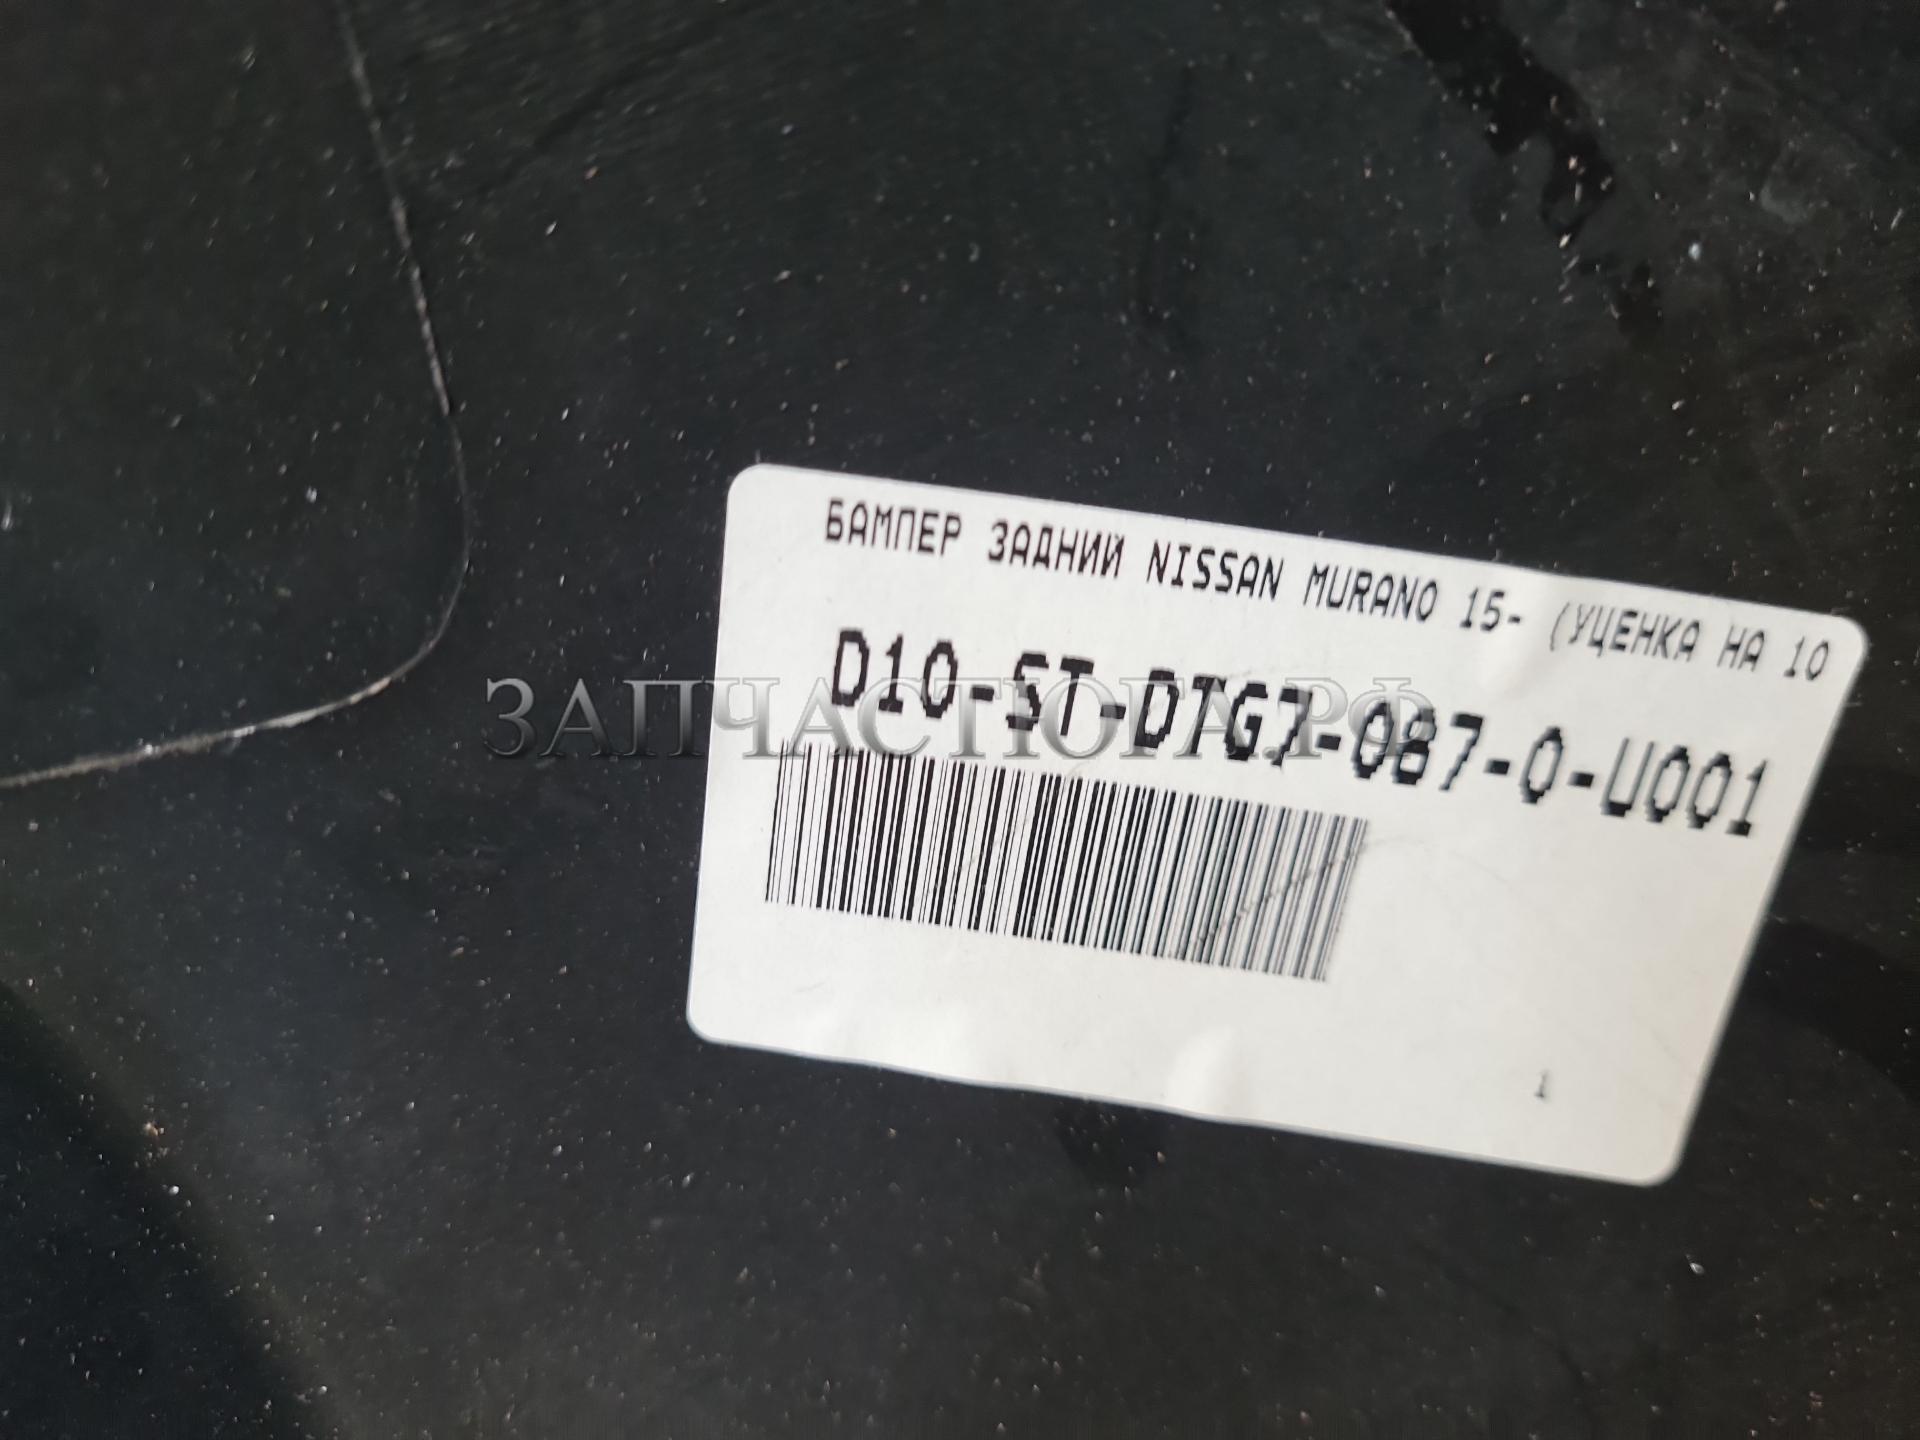 БАМПЕР ЗАДНИЙ NISSAN MURANO 15- (УЦЕНКА НА 10
D10-ST-DTG7-087-0-U001
ЗАПЧАСТЮГА.РФ
1